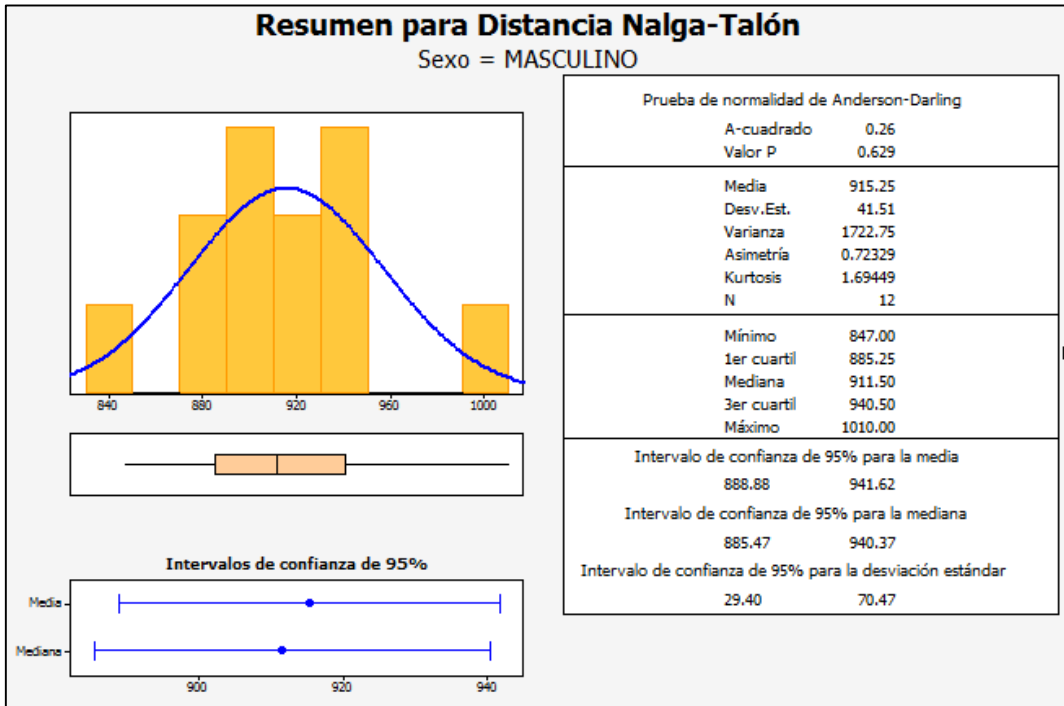 Resumen para Distancia Nalga-Talón
Sexo = MASCULINO
840 880 920 960 1000
Intervalos de confianza de 95%
Media
Mediana
900 920 940
Prueba de normalidad de Anderson-Darling
A-cuadrado 0.26
Valor P 0.629
Media 915.25
Desv.Est. 41.51
Varianza 1722.75
Asimetría 0.72329
Kurtosis 1.69449
N 12
Mínimo 847.00
1er cuartil 885.25
Mediana 911.50
3er cuartil 940.50
Máximo 1010.00
Intervalo de confianza de 95% para la media
888.88 941.62
Intervalo de confianza de 95% para la mediana
885.47 940.37
Intervalo de confianza de 95% para la desviación estándar
29.40 70.47